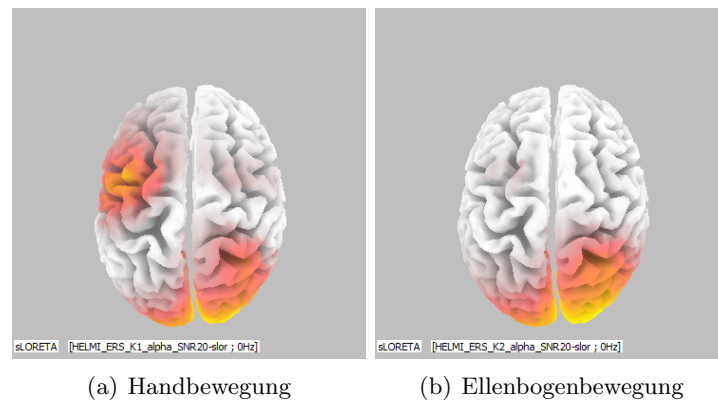 sLORETA [HELMI_ERS_K1_alpha_SNR20-slor ; 0Hz]
sLORETA [HELMI_ERS_K2_alpha_SNR20-slor ; 0Hz]
(a) Handbewegung
(b) Ellenbogenbewegung